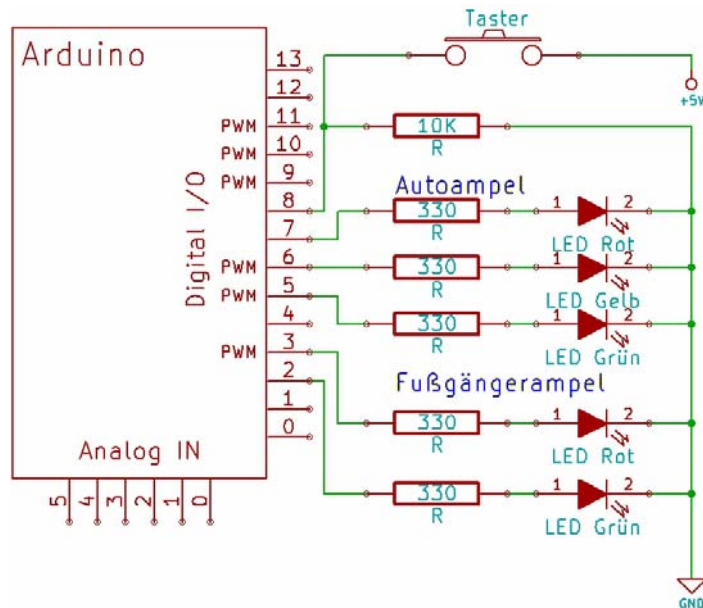 Taster
Arduino
+5V
13
12
PWM 11
10K
PWM 10
R
PWM 9
8
Autoampel
7
330
1 2
R
LED Rot
Digital I/O
PWM 6
330
1 2
R
LED Gelb
PWM 5
330
1 2
R
LED Grün
4
PWM 3
Fußgängerampel
2
330
1 2
R
LED Rot
1
0
Analog IN
330
1 2
R
LED Grün
5 4 3 2 1 0
GND